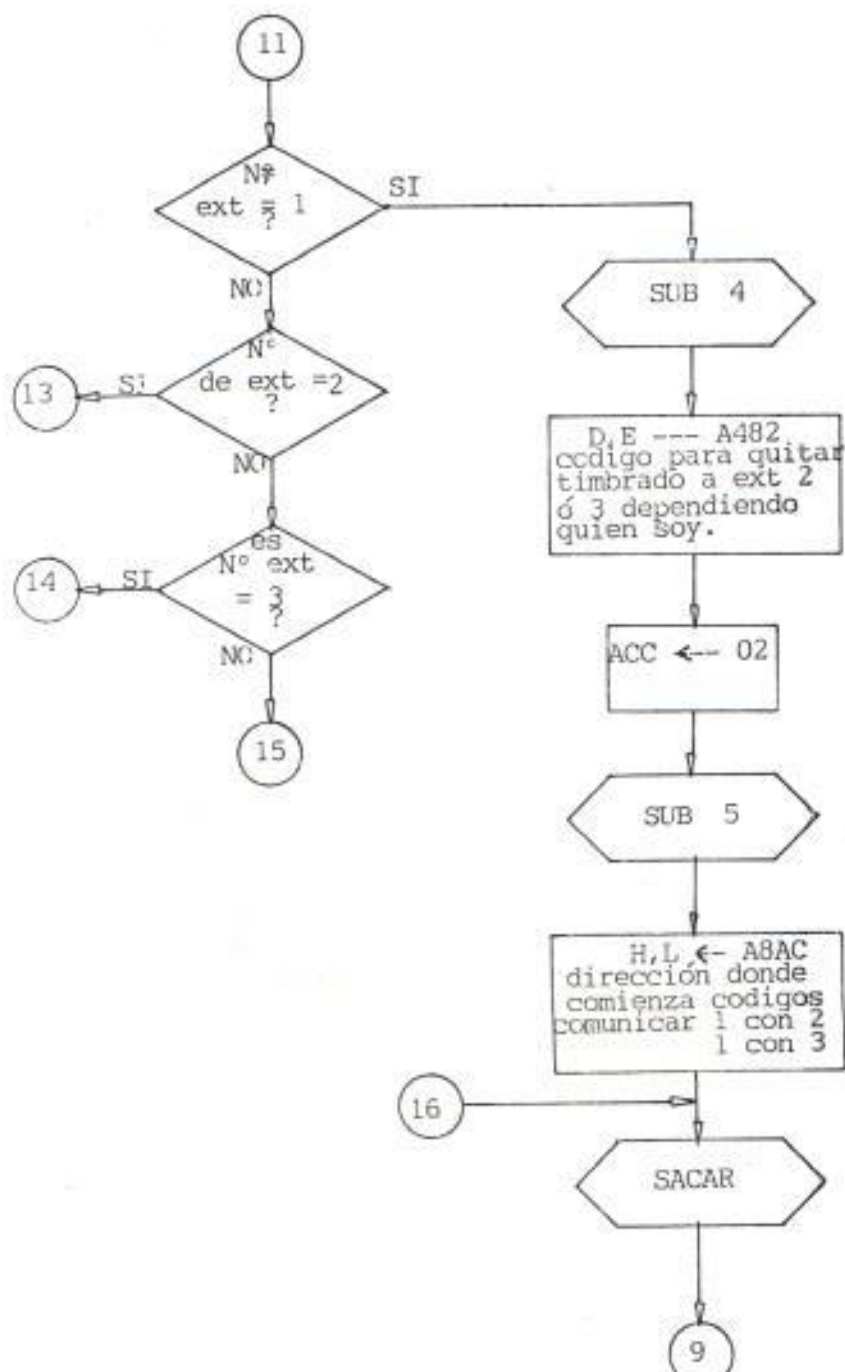 11
Nº
ext = 1
?
SI
NO
SUB 4
Nº
de ext =2
?
SI
13
NO
D,E --- A482
codigo para quitar
timbrado a ext 2
ó 3 dependiendo
quien soy.
es
Nº ext
= 3
?
SI
14
NO
ACC <-- 02
15
SUB 5
H,L <- A8AC
dirección donde
comienza codigos
comunicar 1 con 2
1 con 3
16
SACAR
9